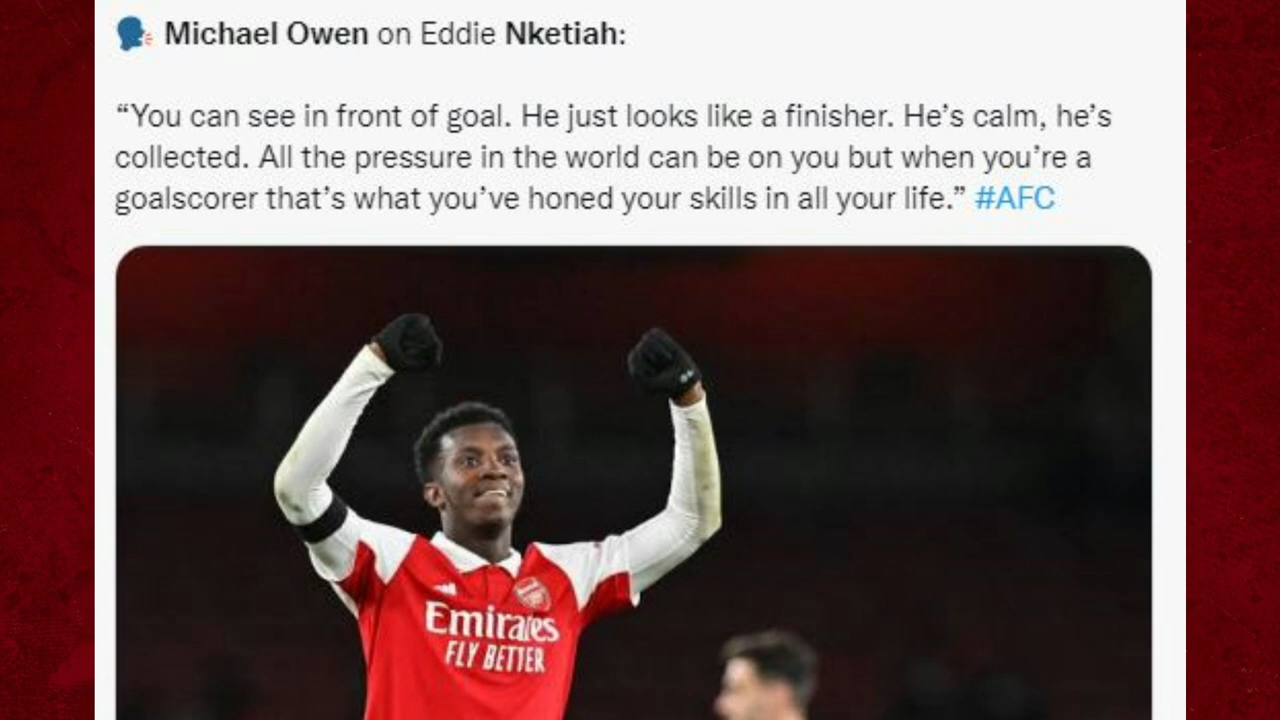 Michael Owen on Eddie Nketiah:
“You can see in front of goal. He just looks like a finisher. He’s calm, he’s
collected. All the pressure in the world can be on you but when you’re a
goalscorer that’s what you’ve honed your skills in all your life.” #AFC
Emirates
FLY BETTER